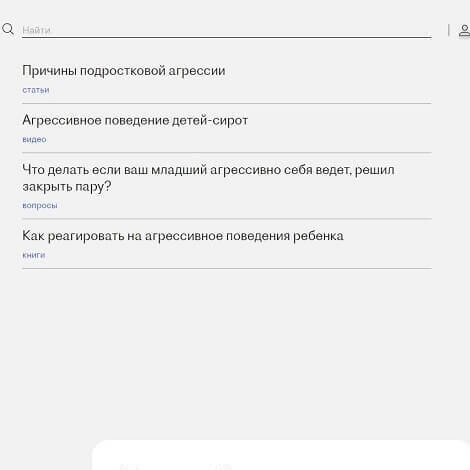 Найти
Причины подростковой агрессии
статьи
Агрессивное поведение детей-сирот
видео
Что делать если ваш младший агрессивно себя ведет, решил
закрыть пару?
вопросы
Как реагировать на агрессивное поведения ребенка
книги